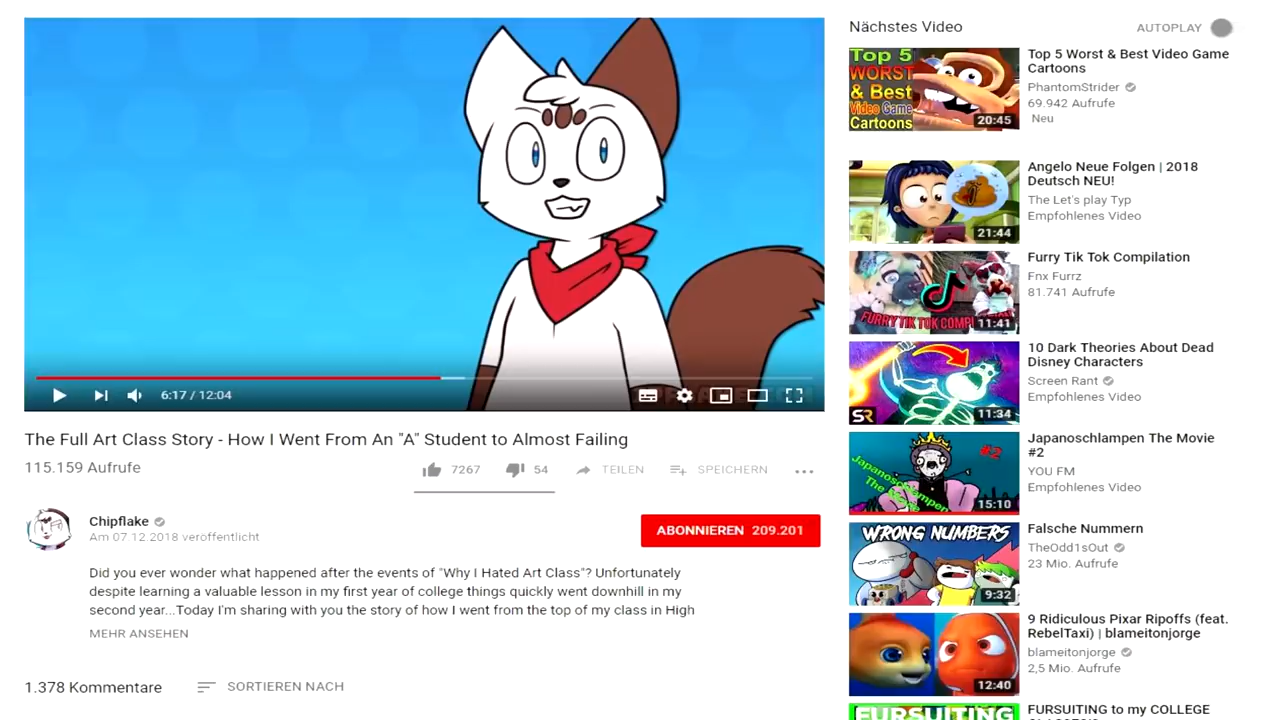 6:17 / 12:04
The Full Art Class Story - How I Went From An "A" Student to Almost Failing
115.159 Aufrufe
7267
54
TEILEN
SPEICHERN
Chipflake
Am 07.12.2018 veröffentlicht
ABONNIEREN 209.201
Did you ever wonder what happened after the events of "Why I Hated Art Class"? Unfortunately
despite learning a valuable lesson in my first year of college things quickly went downhill in my
second year...Today I'm sharing with you the story of how I went from the top of my class in High
MEHR ANSEHEN
1.378 Kommentare
SORTIEREN NACH
Nächstes Video
AUTOPLAY
Top 5
WORST
& Best
Video Game
Cartoons
20:45
Top 5 Worst & Best Video Game
Cartoons
PhantomStrider
69.942 Aufrufe
Neu
21:44
Angelo Neue Folgen | 2018
Deutsch NEU!
The Let's play Typ
Empfohlenes Video
FURRY TIK TOK COMPI
11:41
Furry Tik Tok Compilation
Fnx Furrz
81.741 Aufrufe
SR
11:34
10 Dark Theories About Dead
Disney Characters
Screen Rant
Empfohlenes Video
#2
Japanoschlampen
The Movie
15:10
Japanoschlampen The Movie
#2
YOU FM
Empfohlenes Video
WRONG NUMBERS
9:32
Falsche Nummern
TheOdd1sOut
23 Mio. Aufrufe
12:40
9 Ridiculous Pixar Ripoffs (feat.
RebelTaxi) | blameitonjorge
blameitonjorge
2,5 Mio. Aufrufe
FURSUITING
FURSUITING to my COLLEGE